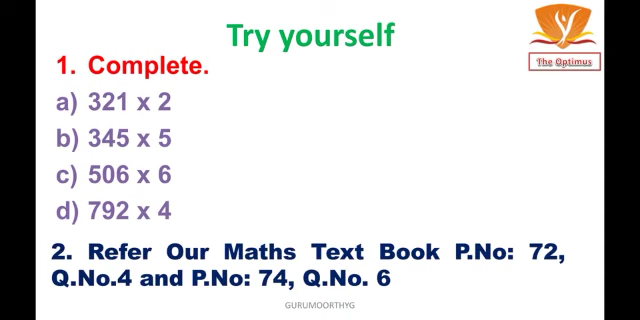 Try yourself
The Optimus
1. Complete.
a) 321 x 2
b) 345 x 5
c) 506 x 6
d) 792 x 4
2. Refer Our Maths Text Book P.No: 72,
Q.No.4 and P.No: 74, Q.No. 6
GURUMOORTHYG